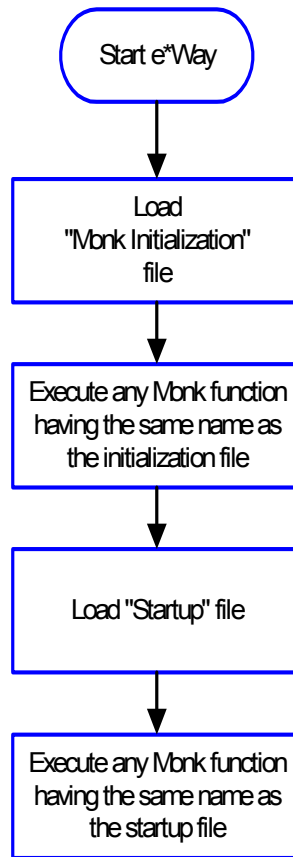 Start e*Way
Load
"Monk Initialization"
file
Execute any Monk function
having the same name as
the initialization file
Load "Startup" file
Execute any Monk function
having the same name as
the startup file